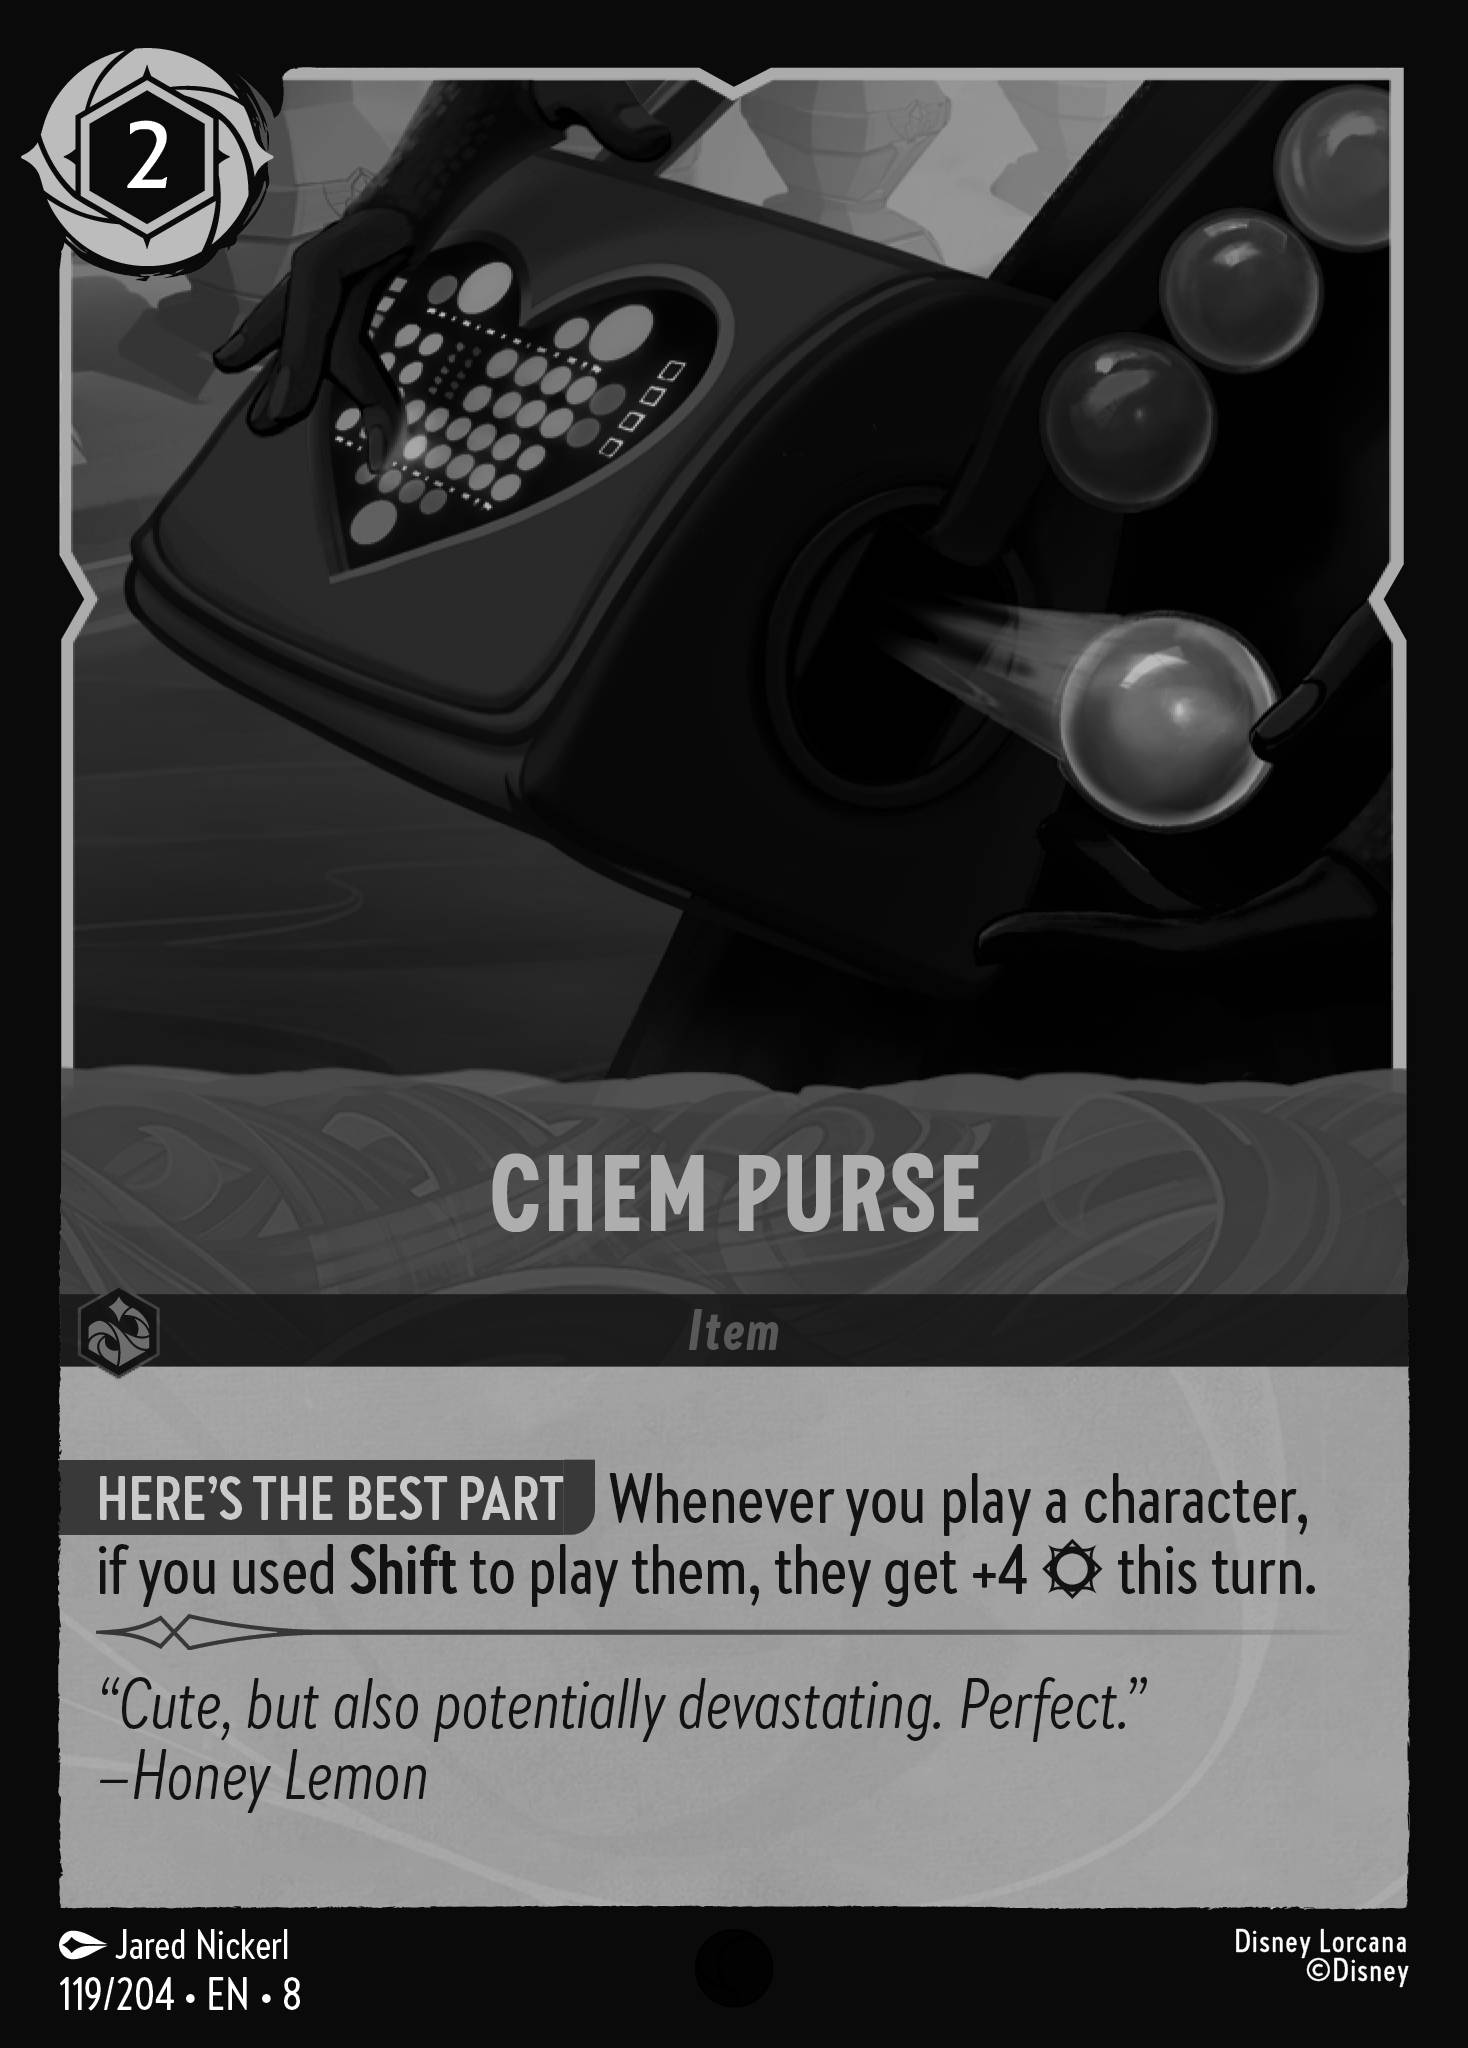 2
CHEM PURSE
Item
HERE’S THE BEST PART Whenever you play a character,
if you used Shift to play them, they get +4 this turn.
“Cute, but also potentially devastating. Perfect.”
–Honey Lemon
Jared Nickerl
119/204 • EN • 8
Disney Lorcana
©Disney